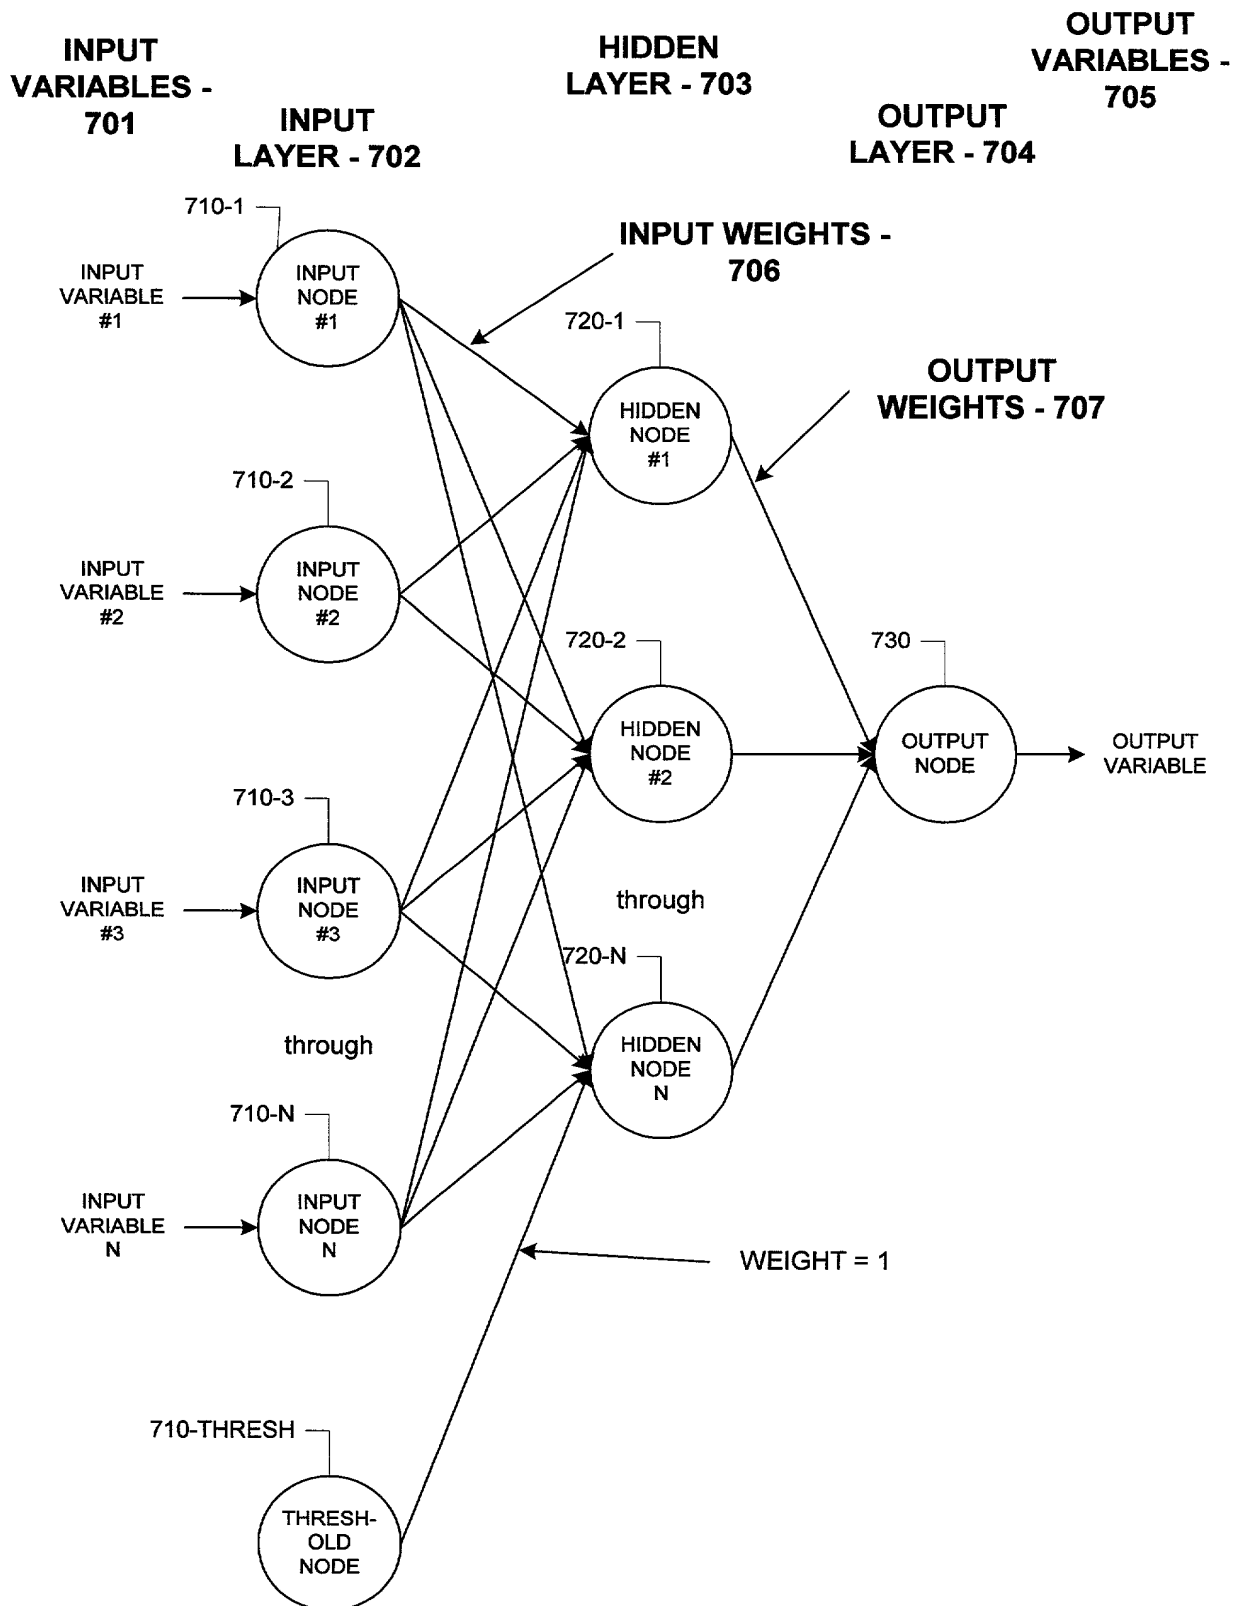 INPUT
VARIABLES -
701
INPUT
LAYER - 702
HIDDEN
LAYER - 703
OUTPUT
LAYER - 704
OUTPUT
VARIABLES -
705
710-1
INPUT
VARIABLE
#1
INPUT
NODE
#1
INPUT WEIGHTS -
706
720-1
HIDDEN
NODE
#1
OUTPUT
WEIGHTS - 707
710-2
INPUT
VARIABLE
#2
INPUT
NODE
#2
720-2
HIDDEN
NODE
#2
730
OUTPUT
NODE
OUTPUT
VARIABLE
710-3
INPUT
VARIABLE
#3
INPUT
NODE
#3
through
720-N
HIDDEN
NODE
N
through
710-N
INPUT
VARIABLE
N
INPUT
NODE
N
WEIGHT = 1
710-THRESH
THRESH-
OLD
NODE